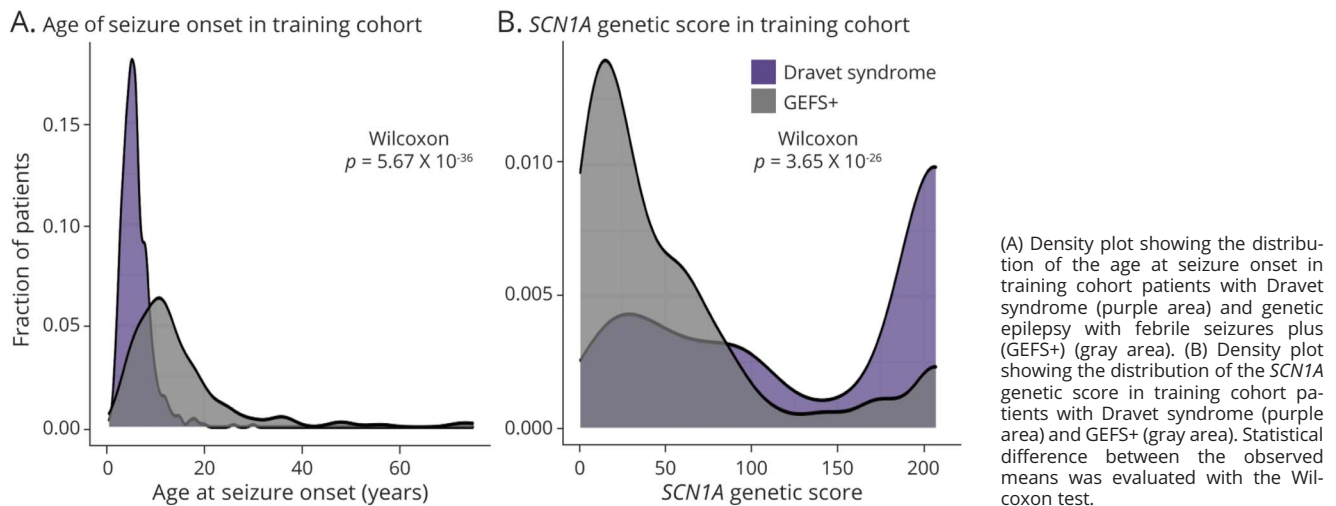 A. Age of seizure onset in training cohort
0.15
0.10
0.05
0.00
Fraction of patients
Wilcoxon
p = 5.67 X 10-36
0 20 40 60
Age at seizure onset (years)
B. SCN1A genetic score in training cohort
Dravet syndrome
GEFS+
Wilcoxon
p = 3.65 X 10-26
0.010
0.005
0.000
0 50 100 150 200
SCN1A genetic score
(A) Density plot showing the distribu-
tion of the age at seizure onset in
training cohort patients with Dravet
syndrome (purple area) and genetic
epilepsy with febrile seizures plus
(GEFS+) (gray area). (B) Density plot
showing the distribution of the SCN1A
genetic score in training cohort pa-
tients with Dravet syndrome (purple
area) and GEFS+ (gray area). Statistical
difference between the observed
means was evaluated with the Wil-
coxon test.